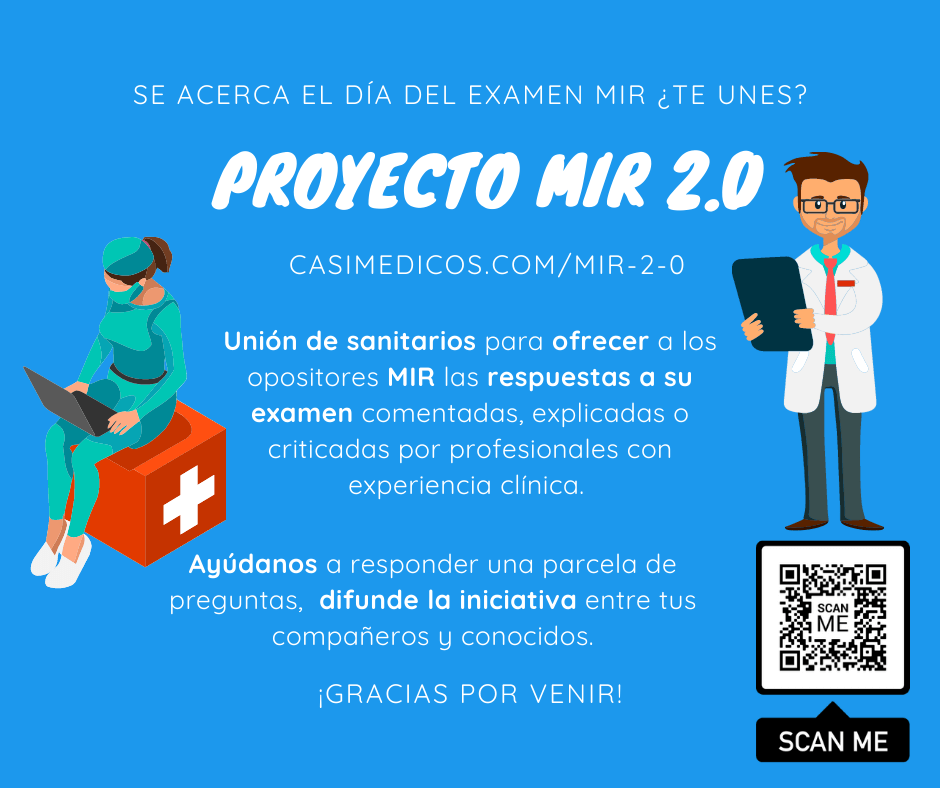 SE ACERCA EL DÍA DEL EXAMEN MIR ¿TE UNES?
PROYECTO MIR 2.0
CASIMEDICOS.COM/MIR-2-0
Unión de sanitarios para ofrecer a los
opositores MIR las respuestas a su
examen comentadas, explicadas o
criticadas por profesionales con
experiencia clínica.
Ayúdanos a responder una parcela de
preguntas, difunde la iniciativa entre tus
compañeros y conocidos.
¡GRACIAS POR VENIR!
SCAN
ME
SCAN ME